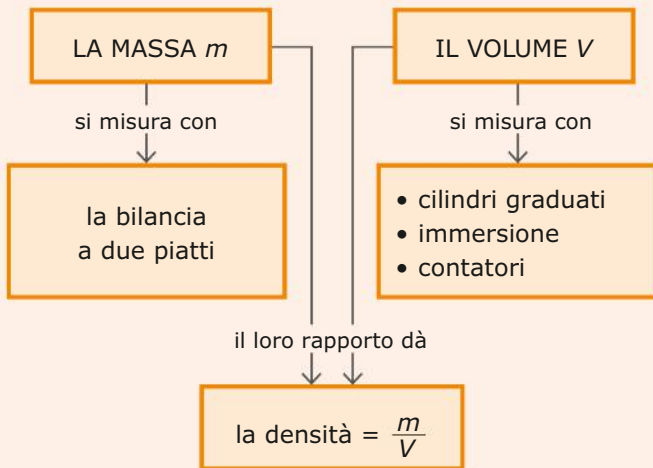 LA MASSA m
IL VOLUME V
si misura con
si misura con
la bilancia
a due piatti
• cilindri graduati
• immersione
• contatori
il loro rapporto dà
la densità = m/V